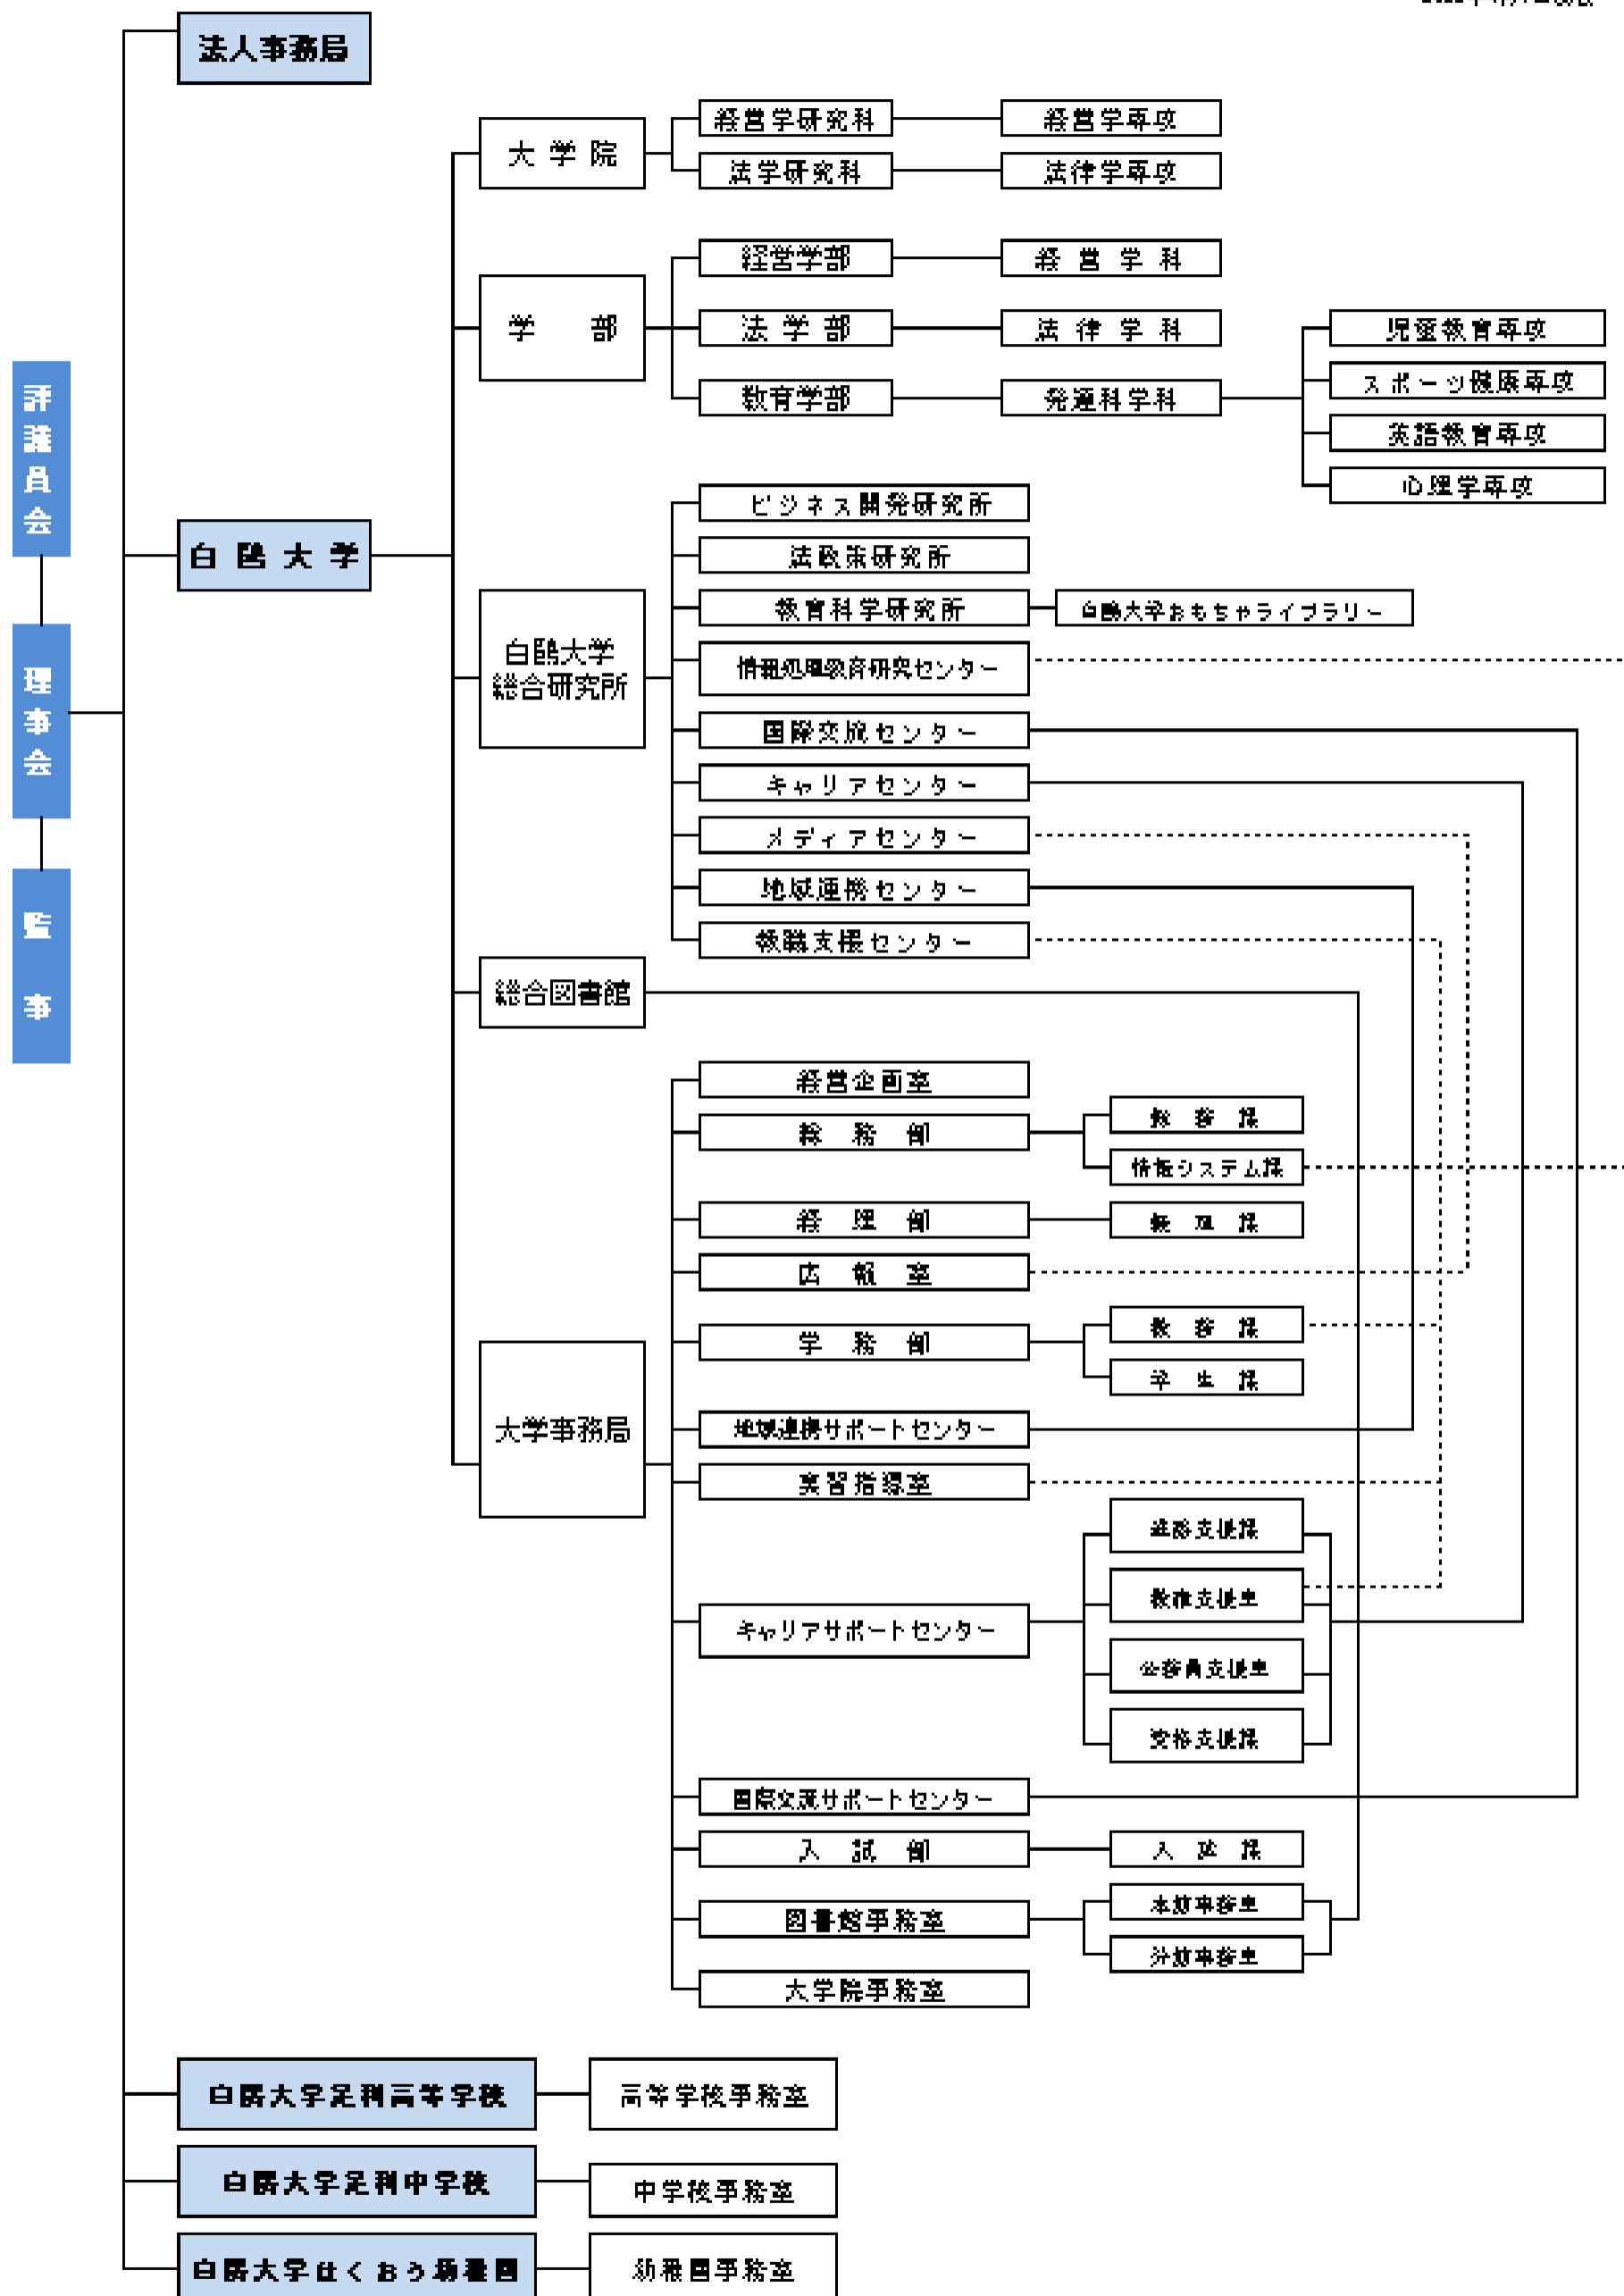 法人事務局
大学院
経営学研究科
経営学専攻
法学研究科
法律学専攻
学部
経営学部
経営学科
法学部
法律学科
教育学部
発達科学科
児童教育専攻
スポーツ健康専攻
英語教育専攻
心理学専攻
評議員会
理事会
監事
白鴎大学
白鴎大学
総合研究所
ビジネス開発研究所
法政策研究所
教育科学研究所
白鴎大学おもちゃライブラリー
情報処理教育研究センター
国際交流センター
キャリアセンター
メディアセンター
地域連携センター
教職支援センター
総合図書館
大学事務局
経営企画室
総務部
総務課
情報システム課
経理部
経理課
広報室
学務部
教務課
学生課
地域連携サポートセンター
実習指導室
キャリアサポートセンター
進路支援課
教職支援室
公務員支援室
資格支援課
国際交流サポートセンター
入試部
入試課
図書館事務室
本館事務室
分館事務室
大学院事務室
白鴎大学足利高等学校
高等学校事務室
白鴎大学足利中学校
中学校事務室
白鴎大学はくおう幼稚園
幼稚園事務室